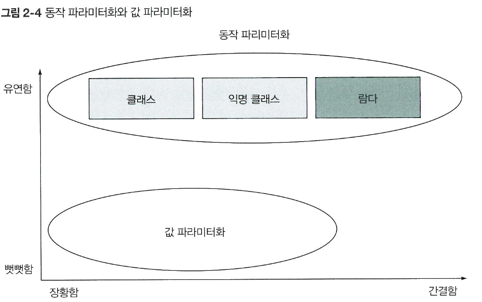 그림 2-4 동작 파라미터화와 값 파라미터화
동작 파라미터화
유연함
클래스
익명 클래스
람다
값 파라미터화
뻣뻣함
장황함
간결함